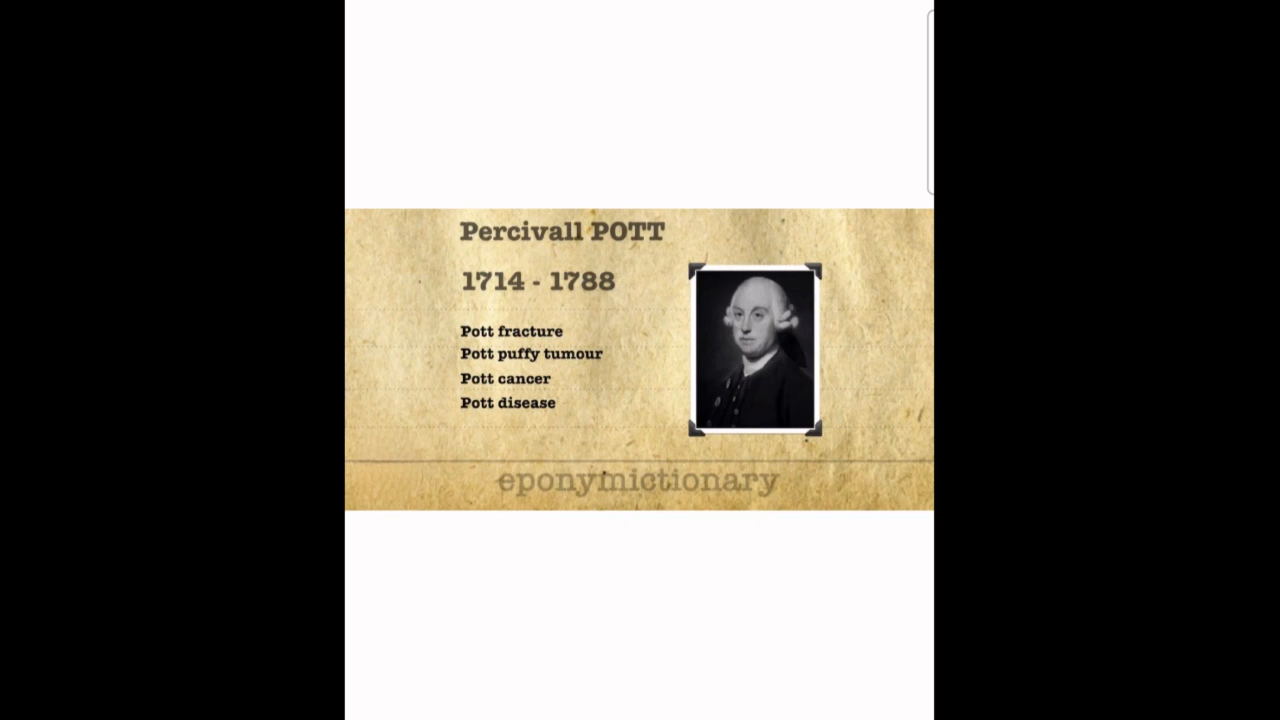 Percivall POTT
1714 - 1788
Pott fracture
Pott puffy tumour
Pott cancer
Pott disease
eponymictionary